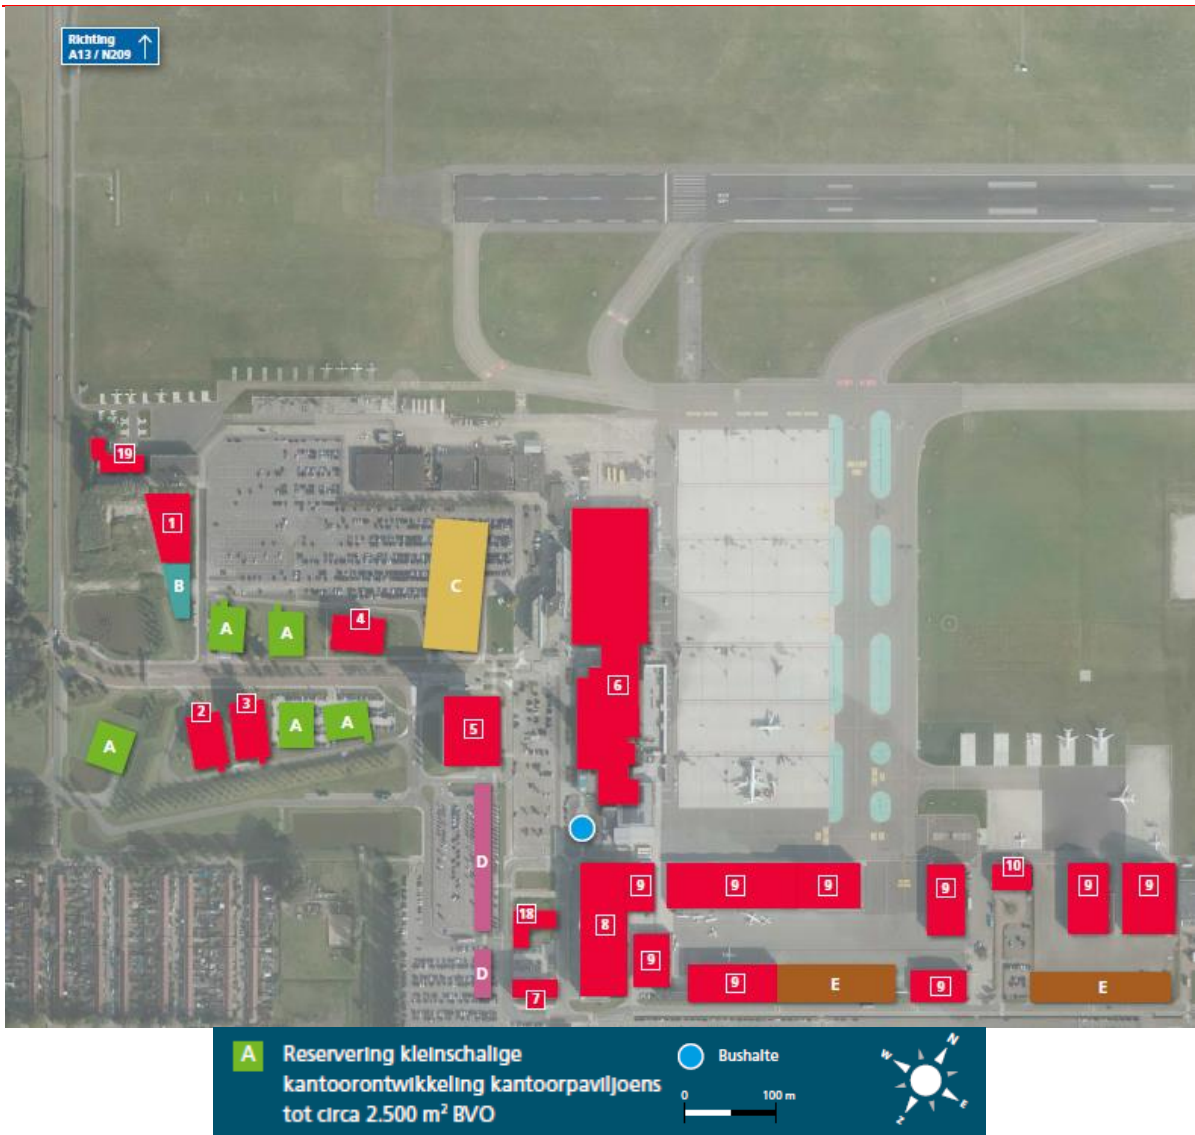 Richting
A13 / N209
19
1
B
C
A
A
4
6
2
3
A
A
5
A
D
10
9
9
9
9
9
9
18
8
9
D
9
E
9
E
7
A
Reservering kleinschalige
kantoorontwikkeling kantoorpaviljoens
tot circa 2.500 m² BVO
Bushalte
0
100 m
N
W
E
Z